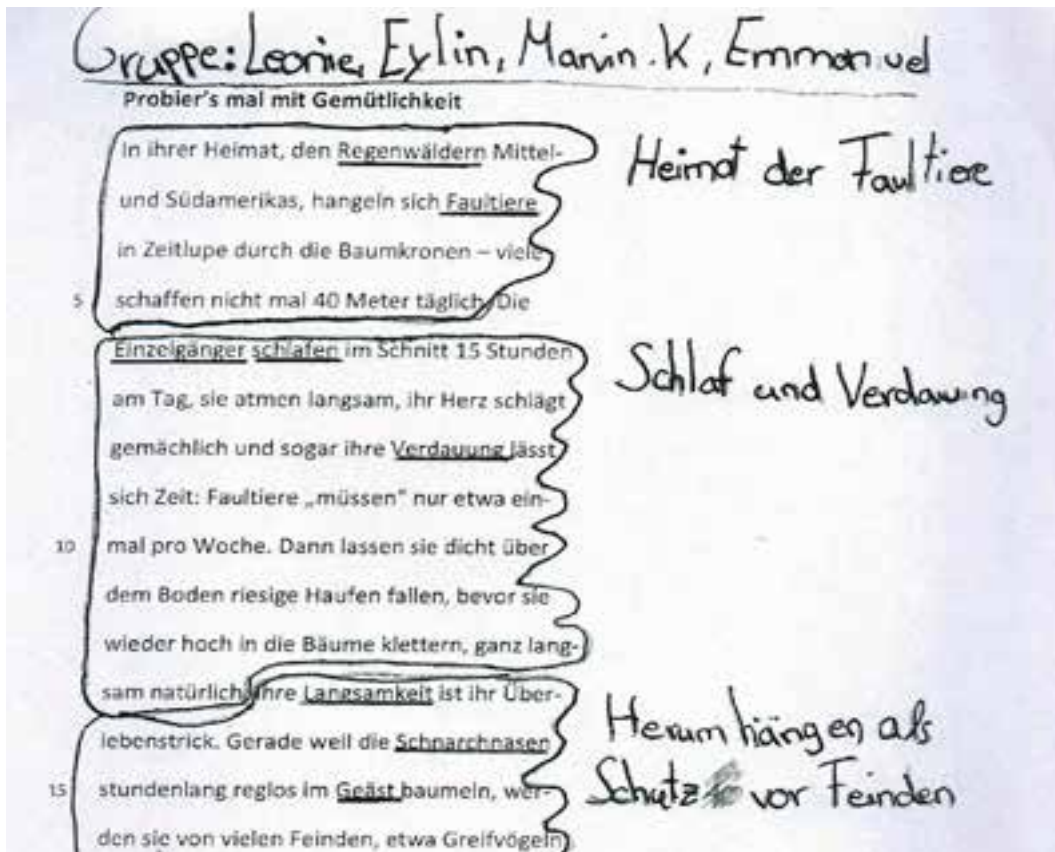 Gruppe: Leonie, Eylin, Marvin.K, Emmanuel
Probier's mal mit Gemütlichkeit
In ihrer Heimat, den Regenwäldern Mittel-
Heimat der Faultiere
und Südamerikas, hangeln sich Faultiere
in Zeitlupe durch die Baumkronen – viele
5 schaffen nicht mal 40 Meter täglich. Die
Einzelgänger schlafen im Schnitt 15 Stunden
Schlaf und Verdauung
am Tag, sie atmen langsam, ihr Herz schlägt
gemächlich und sogar ihre Verdauung lässt
sich Zeit: Faultiere „müssen“ nur etwa ein-
10 mal pro Woche. Dann lassen sie dicht über
dem Boden riesige Haufen fallen, bevor sie
wieder hoch in die Bäume klettern, ganz lang-
sam natürlich. Ihre Langsamkeit ist ihr Über-
Herumhängen als
lebenstrick. Gerade weil die Schnarchnasen
Schutz vor Feinden
15 stundenlang reglos im Geäst baumeln, wer-
den sie von vielen Feinden, etwa Greifvögeln